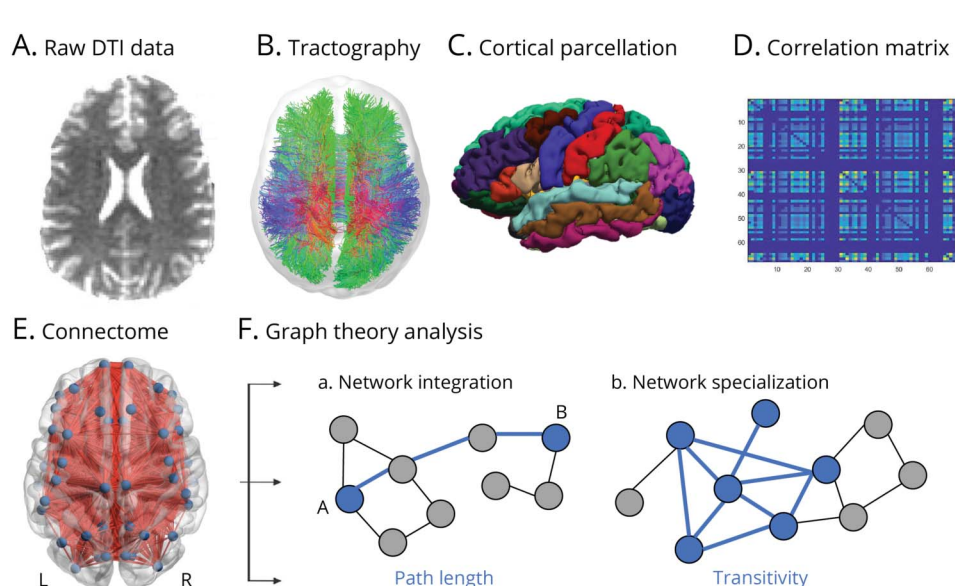 A. Raw DTI data
B. Tractography
C. Cortical parcellation
D. Correlation matrix
10
20
30
40
50
60
10 20 30 40 50 60
E. Connectome
F. Graph theory analysis
a. Network integration
b. Network specialization
B
A
L R
Path length
Transitivity